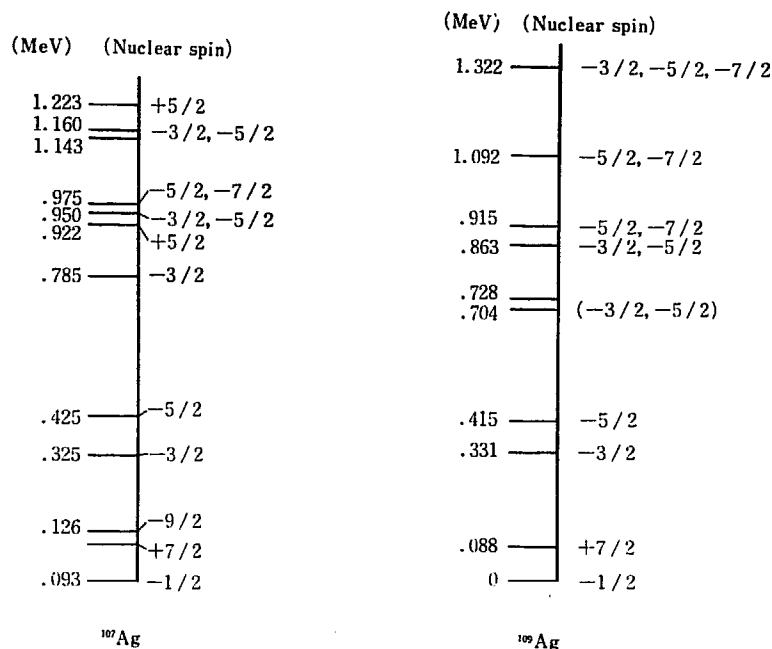 (MeV) (Nuclear spin)
1.223 +5/2
1.160 −3/2, −5/2
1.143
.975 −5/2, −7/2
.950 −3/2, −5/2
.922 +5/2
.785 −3/2
.425 −5/2
.325 −3/2
.126 −9/2
+7/2
.093 −1/2
¹⁰⁷Ag
(MeV) (Nuclear spin)
1.322 −3/2, −5/2, −7/2
1.092 −5/2, −7/2
.915 −5/2, −7/2
.863 −3/2, −5/2
.728
.704 (−3/2, −5/2)
.415 −5/2
.331 −3/2
.088 +7/2
0 −1/2
¹⁰⁹Ag